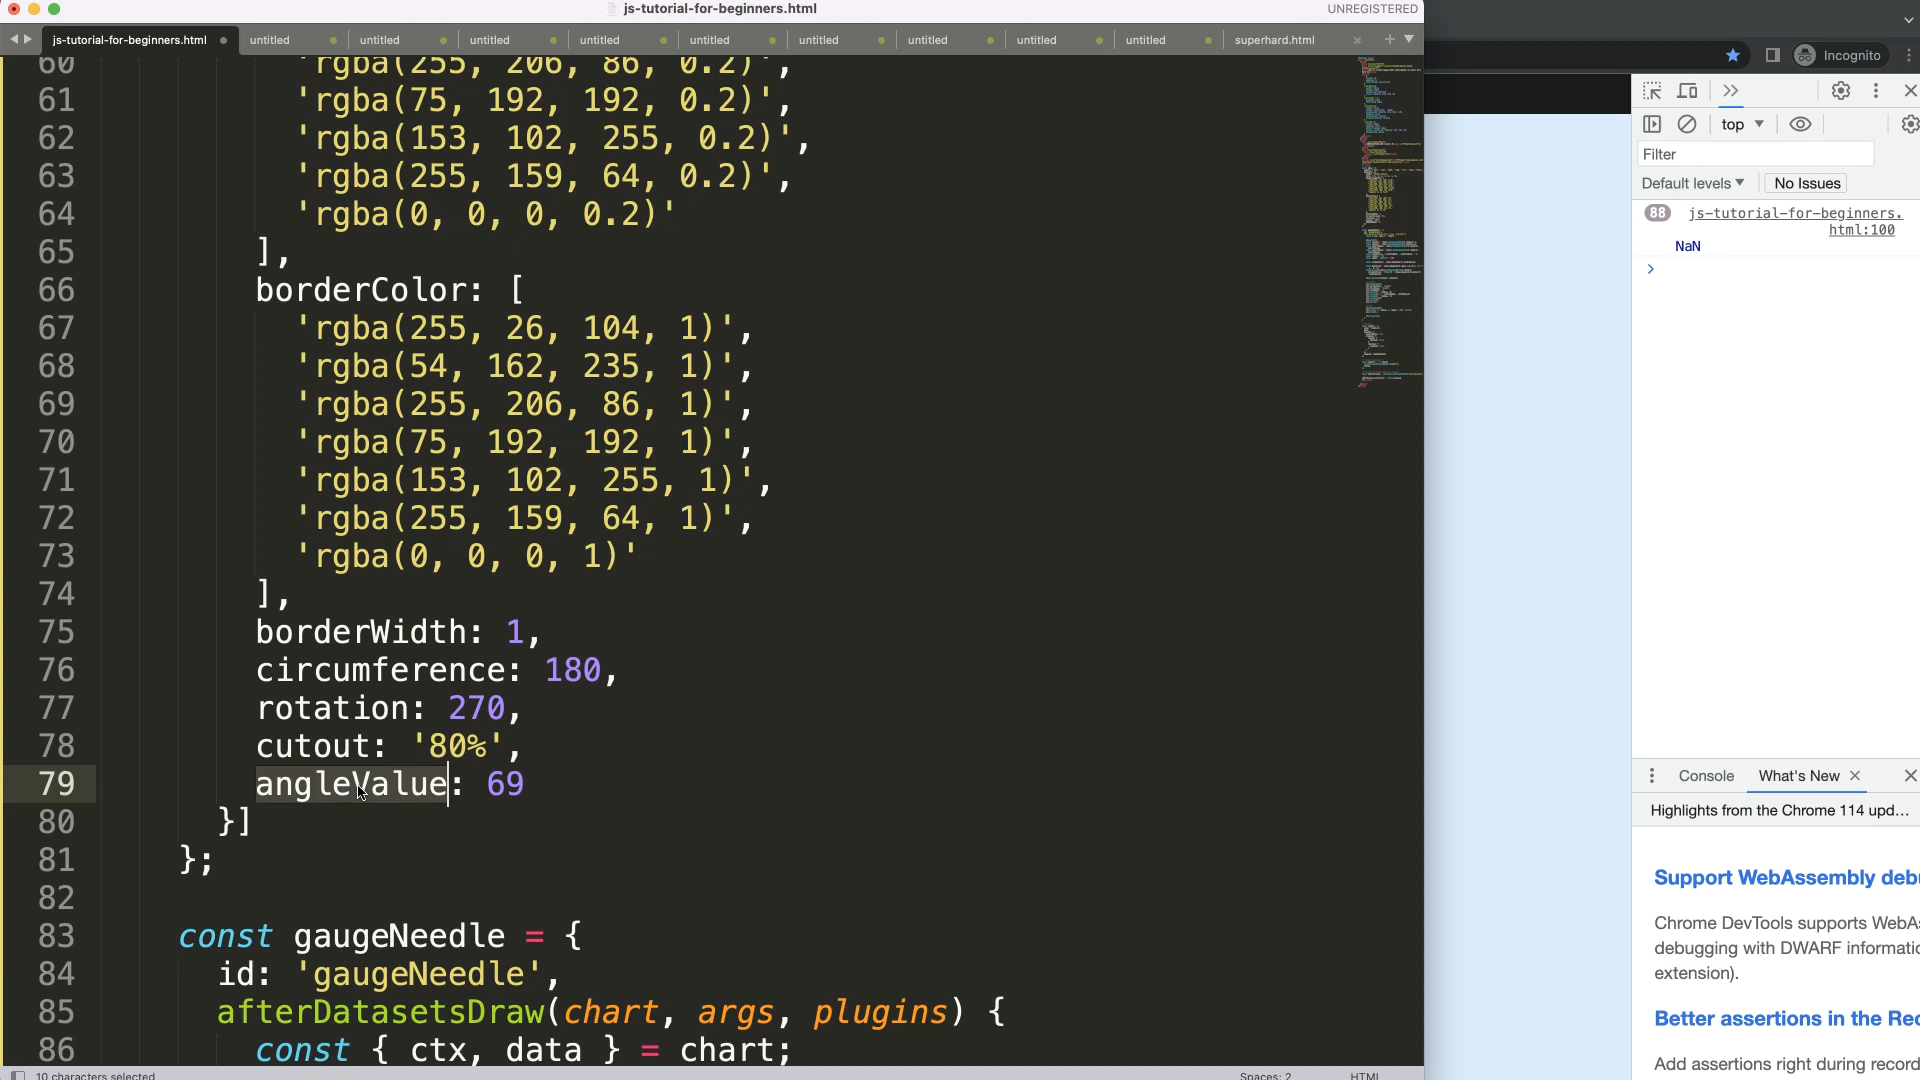 js-tutorial-for-beginners.html
UNREGISTERED
js-tutorial-for-beginners.html untitled untitled untitled untitled untitled untitled untitled untitled untitled superhard.html
Incognito
60 'rgba(255, 206, 86, 0.2)',
61 'rgba(75, 192, 192, 0.2)',
62 'rgba(153, 102, 255, 0.2)',
63 'rgba(255, 159, 64, 0.2)',
64 'rgba(0, 0, 0, 0.2)'
65 ],
66 borderColor: [
67 'rgba(255, 26, 104, 1)',
68 'rgba(54, 162, 235, 1)',
69 'rgba(255, 206, 86, 1)',
70 'rgba(75, 192, 192, 1)',
71 'rgba(153, 102, 255, 1)',
72 'rgba(255, 159, 64, 1)',
73 'rgba(0, 0, 0, 1)'
74 ],
75 borderWidth: 1,
76 circumference: 180,
77 rotation: 270,
78 cutout: '80%',
79 angleValue: 69
80 }]
81 };
82
83 const gaugeNeedle = {
84 id: 'gaugeNeedle',
85 afterDatasetsDraw(chart, args, plugins) {
86 const { ctx, data } = chart;
10 characters selected
Spaces: 2
HTML
top
Filter
Default levels No Issues
88 js-tutorial-for-beginners.
html:100
NaN
Console What's New
Highlights from the Chrome 114 upd...
Support WebAssembly deb
Chrome DevTools supports WebAs
debugging with DWARF informatic
extension).
Better assertions in the Rec
Add assertions right during record